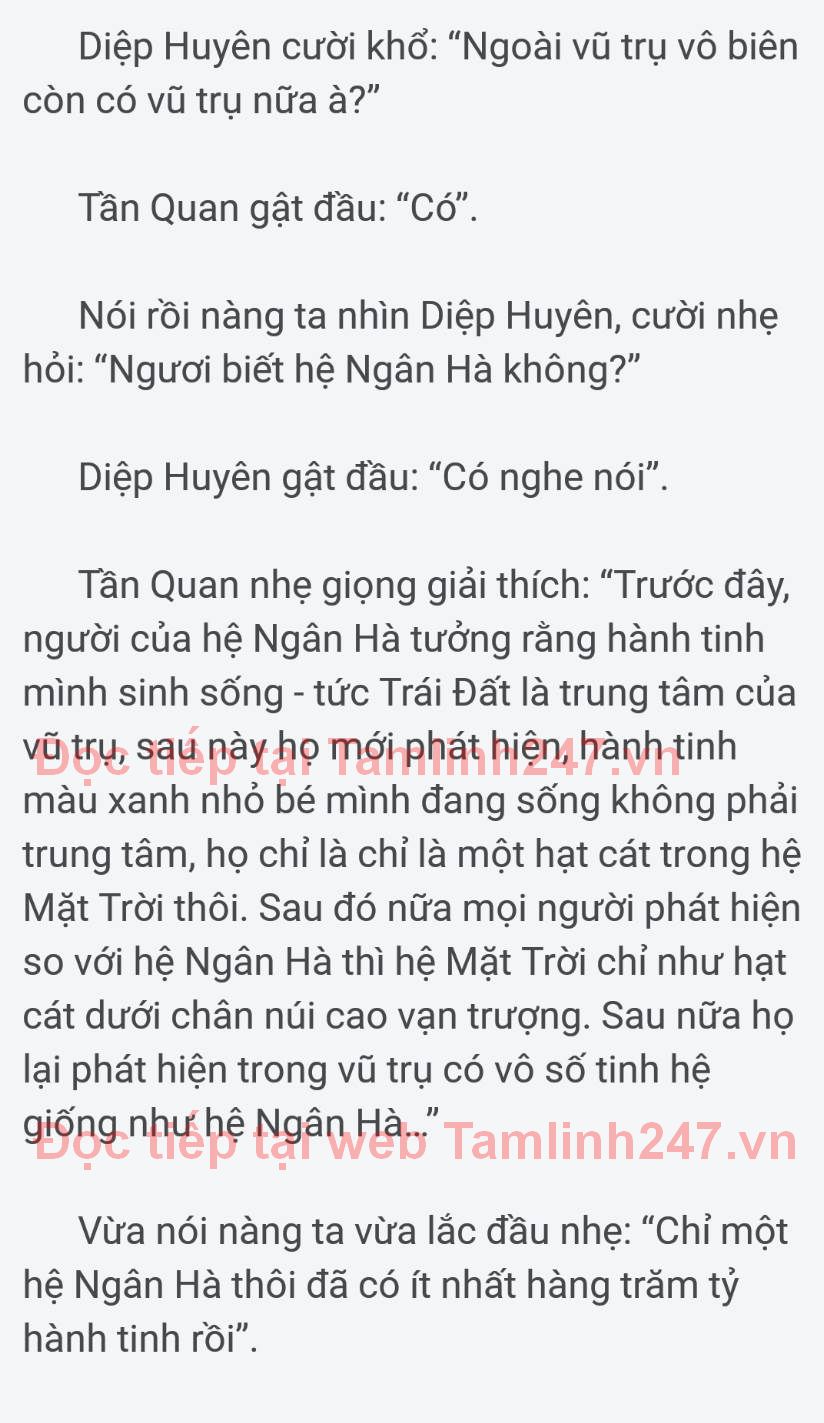 Diệp Huyên cười khổ: “Ngoài vũ trụ vô biên
còn có vũ trụ nữa à?”
Tần Quan gật đầu: “Có”.
Nói rồi nàng ta nhìn Diệp Huyên, cười nhẹ
hỏi: “Ngươi biết hệ Ngân Hà không?”
Diệp Huyên gật đầu: “Có nghe nói”.
Tần Quan nhẹ giọng giải thích: “Trước đây,
người của hệ Ngân Hà tưởng rằng hành tinh
mình sinh sống - tức Trái Đất là trung tâm của
vũ trụ, sau này họ mới phát hiện, hành tinh
Đọc tiếp tại Tamlinh247.vn
màu xanh nhỏ bé mình đang sống không phải
trung tâm, họ chỉ là chỉ là một hạt cát trong hệ
Mặt Trời thôi. Sau đó nữa mọi người phát hiện
so với hệ Ngân Hà thì hệ Mặt Trời chỉ như hạt
cát dưới chân núi cao vạn trượng. Sau nữa họ
lại phát hiện trong vũ trụ có vô số tinh hệ
giống như hệ Ngân Hà...”
Đọc tiếp tại web Tamlinh247.vn
Vừa nói nàng ta vừa lắc đầu nhẹ: “Chỉ một
hệ Ngân Hà thôi đã có ít nhất hàng trăm tỷ
hành tinh rồi”.